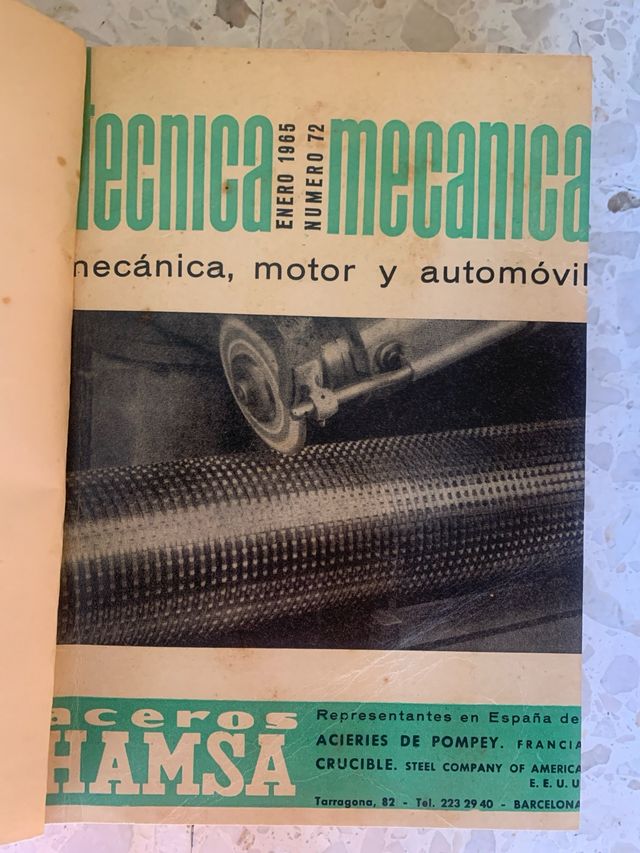 Tecnica mecanica
ENERO 1965
NUMERO 72
mecánica, motor y automóvil
aceros
HAMSA
Representantes en España de
ACIERIES DE POMPEY. FRANCIA
CRUCIBLE. STEEL COMPANY OF AMERICA
E. E. U. U
Tarragona, 82 - Tel. 223 29 40 - BARCELONA